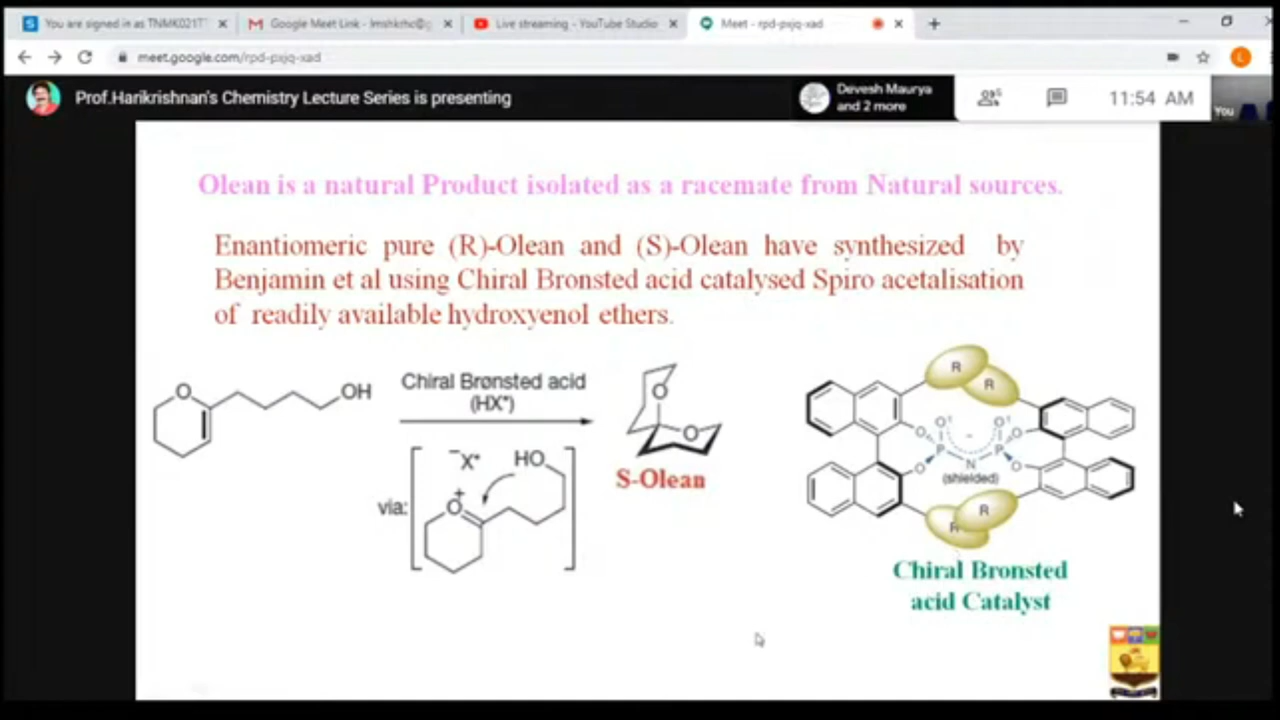 You are signed in as TNMK021T
Google Meet Link - lmshkrhc@g
Live streaming - YouTube Studio
Meet - rpd-pxjq-xad
meet.google.com/rpd-pxjq-xad
L
Prof.Harikrishnan's Chemistry Lecture Series is presenting
Devesh Maurya
and 2 more
5
11:54 AM
You
Olean is a natural Product isolated as a racemate from Natural sources.
Enantiomeric pure (R)-Olean and (S)-Olean have synthesized by
Benjamin et al using Chiral Bronsted acid catalysed Spiro acetalisation
of readily available hydroxyenol ethers.
O
OH
Chiral Brønsted acid
(HX*)
O
O
S-Olean
via:
⁻X*
HO
O
+
R
R
O
O
O
O
P
P
-
N
O
O
(shielded)
R
R
Chiral Bronsted
acid Catalyst